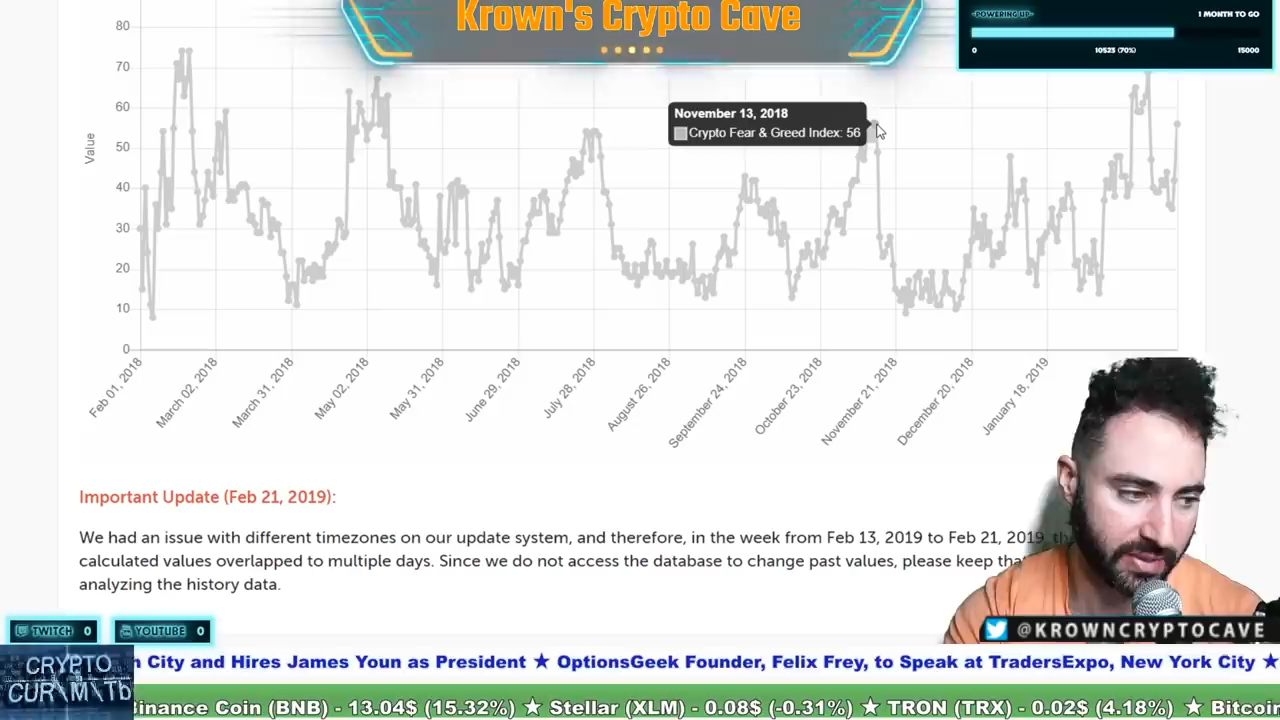 Krown's Crypto Cave
-POWERING UP-
1 MONTH TO GO
0
10523 (70%)
15000
80
70
60
50
40
30
20
10
0
Value
November 13, 2018
Crypto Fear & Greed Index: 56
Feb 01, 2018
March 02, 2018
March 31, 2018
May 02, 2018
May 31, 2018
June 29, 2018
July 28, 2018
August 26, 2018
September 24, 2018
October 23, 2018
November 21, 2018
December 20, 2018
January 18, 2019
Important Update (Feb 21, 2019):
We had an issue with different timezones on our update system, and therefore, in the week from Feb 13, 2019 to Feb 21, 2019, th
calculated values overlapped to multiple days. Since we do not access the database to change past values, please keep tha
analyzing the history data.
@KROWNCRYPTOCAVE
TWITCH 0
YOUTUBE 0
CRYPTO
n City and Hires James Youn as President ★ OptionsGeek Founder, Felix Frey, to Speak at TradersExpo, New York City ★
Binance Coin (BNB) - 13.04$ (15.32%) ★ Stellar (XLM) - 0.08$ (-0.31%) ★ TRON (TRX) - 0.02$ (4.18%) ★ Bitcoin